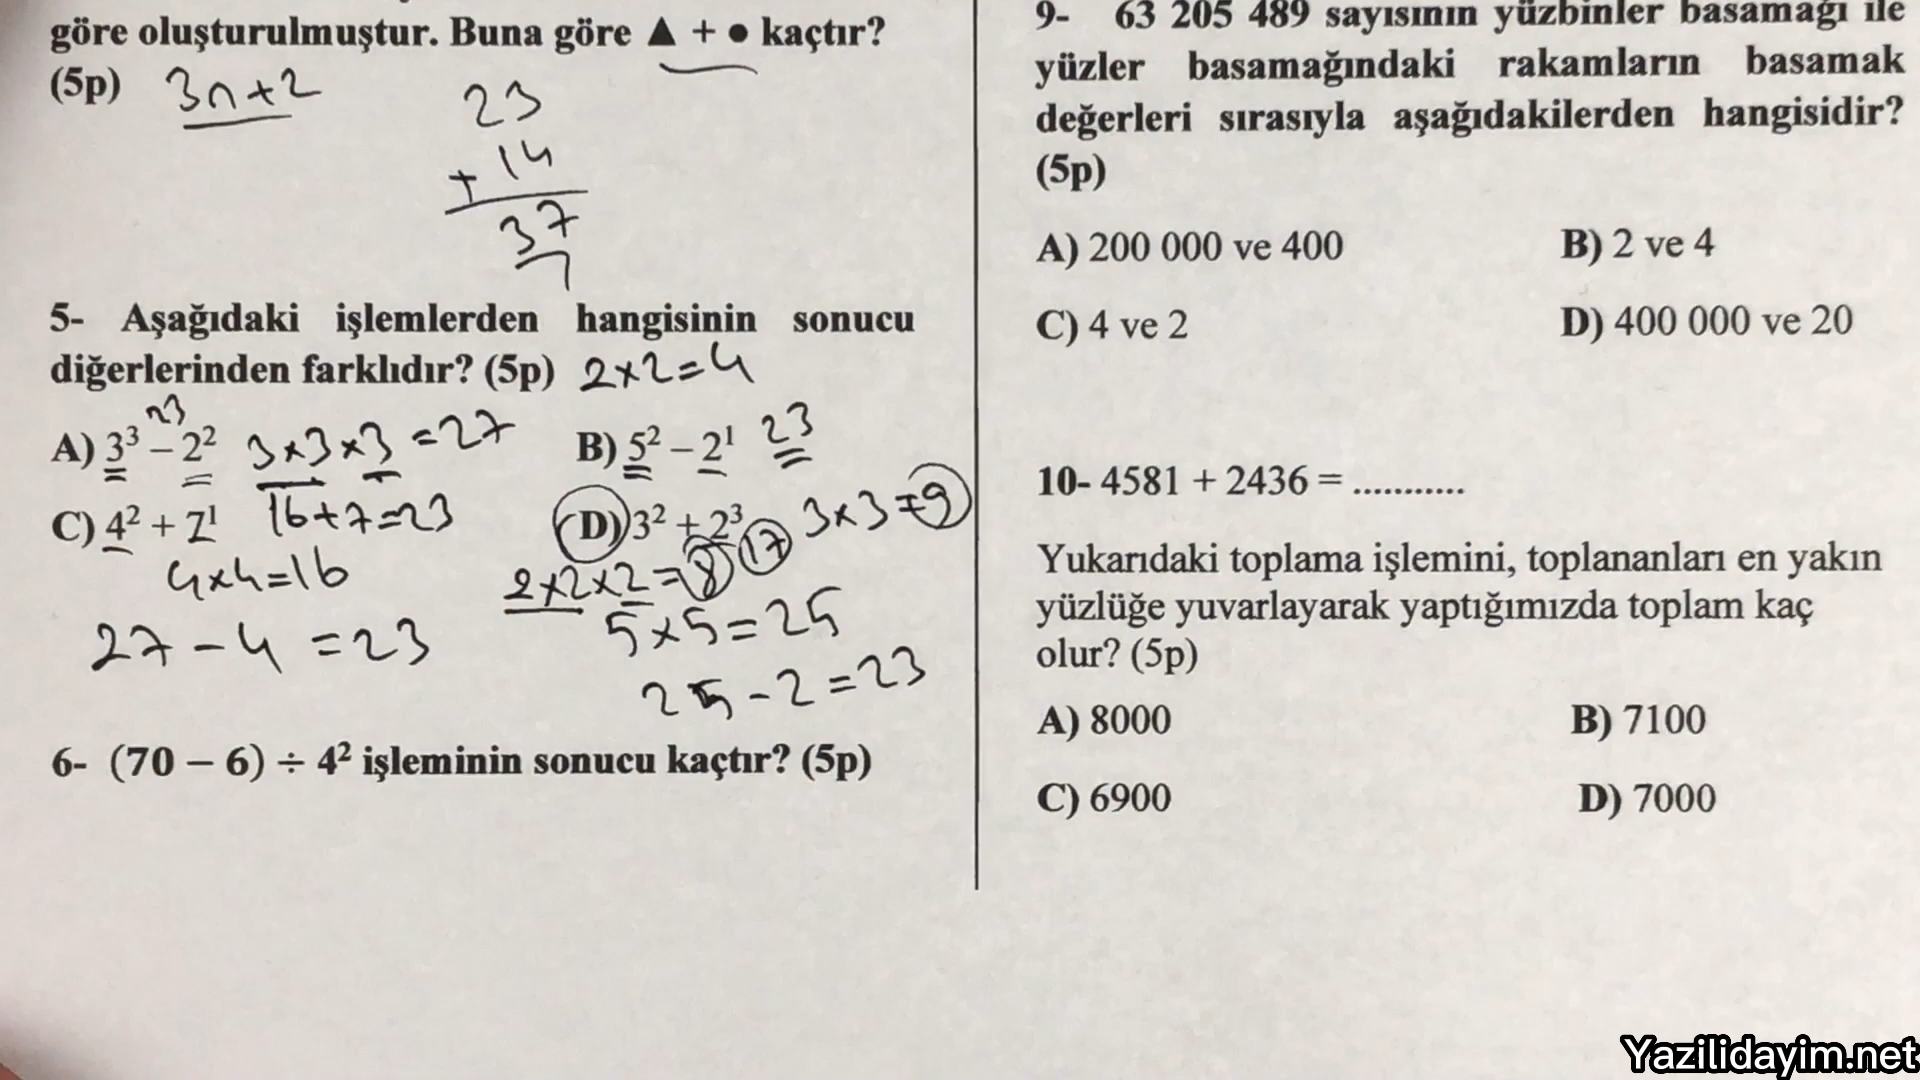 göre oluşturulmuştur. Buna göre ▲ + ● kaçtır?
(5p) 3n+2
23
+ 14
37
5- Aşağıdaki işlemlerden hangisinin sonucu
diğerlerinden farklıdır? (5p) 2×2=4
23
A) 3³ – 2² 3×3×3=27 B) 5² – 2¹ 23
C) 4² + 7¹ 16+7=23 D) 3² + 2³ 17 3×3=9
4×4=16 2×2×2=8
5×5=25
27-4=23
25-2=23
6- (70 – 6) ÷ 4² işleminin sonucu kaçtır? (5p)
9- 63 205 489 sayısının yüzbinler basamağı ile
yüzler basamağındaki rakamların basamak
değerleri sırasıyla aşağıdakilerden hangisidir?
(5p)
A) 200 000 ve 400 B) 2 ve 4
C) 4 ve 2 D) 400 000 ve 20
10- 4581 + 2436 = ...........
Yukarıdaki toplama işlemini, toplananları en yakın
yüzlüğe yuvarlayarak yaptığımızda toplam kaç
olur? (5p)
A) 8000 B) 7100
C) 6900 D) 7000
Yazilidayim.net